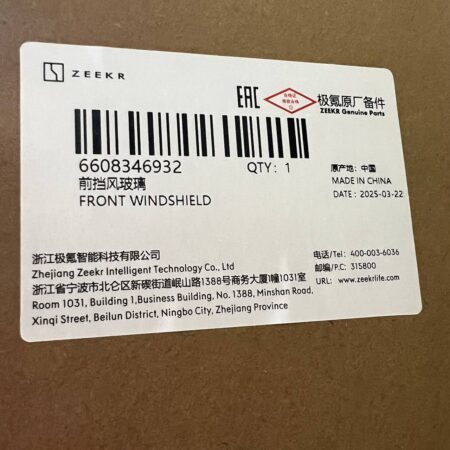 ZEEKR
EAC
合格证
极氪原厂备件
ZEEKR Genuine Parts
6608346932
QTY: 1
前挡风玻璃
FRONT WINDSHIELD
原产地: 中国
MADE IN CHINA
DATE: 2025-03-22
浙江极氪智能科技有限公司
Zhejiang Zeekr Intelligent Technology Co., Ltd
浙江省宁波市北仑区新碶街道岷山路1388号商务大厦1幢1031室
Room 1031, Building 1,Business Building, No. 1388, Minshan Road,
Xinqi Street, Beilun District, Ningbo City, Zhejiang Province
电话/Tel: 400-003-6036
邮编/P.C: 315800
URL: www.zeekrlife.com